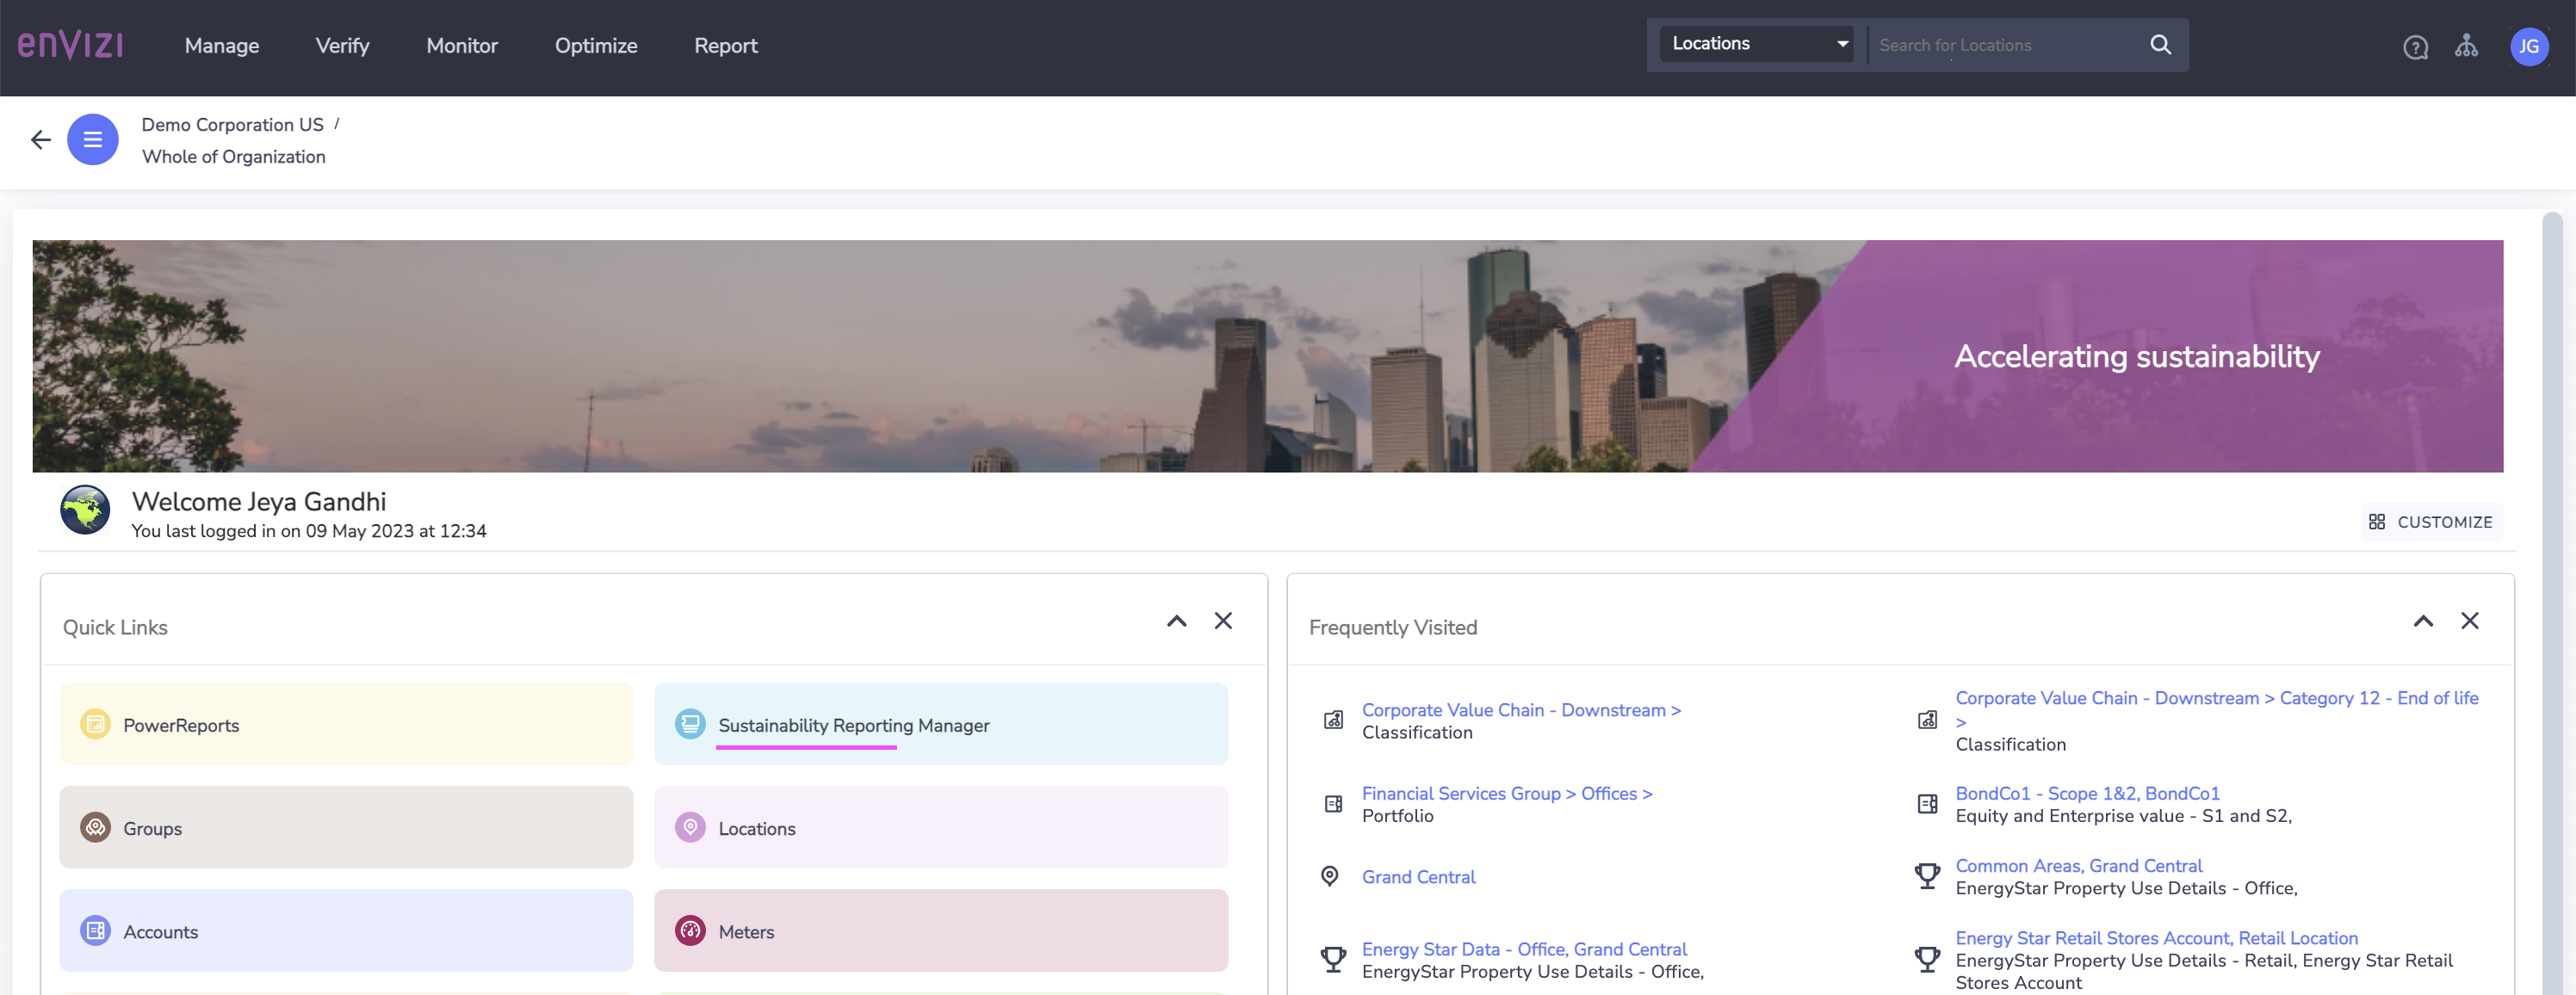 enVIZI
Manage Verify Monitor Optimize Report
Locations
Search for Locations
JG
Demo Corporation US /
Whole of Organization
Accelerating sustainability
Welcome Jeya Gandhi
You last logged in on 09 May 2023 at 12:34
CUSTOMIZE
Quick Links
PowerReports
Sustainability Reporting Manager
Groups
Locations
Accounts
Meters
Frequently Visited
Corporate Value Chain - Downstream >
Classification
Corporate Value Chain - Downstream > Category 12 - End of life
>
Classification
Financial Services Group > Offices >
Portfolio
BondCo1 - Scope 1&2, BondCo1
Equity and Enterprise value - S1 and S2,
Grand Central
Common Areas, Grand Central
EnergyStar Property Use Details - Office,
Energy Star Data - Office, Grand Central
EnergyStar Property Use Details - Office,
Energy Star Retail Stores Account, Retail Location
EnergyStar Property Use Details - Retail, Energy Star Retail
Stores Account